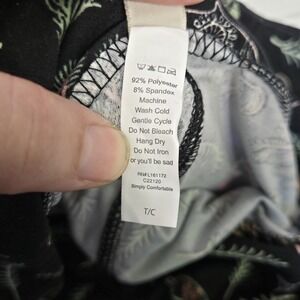 92% Polyester
8% Spandex
Machine
Wash Cold
Gentle Cycle
Do Not Bleach
Hang Dry
Do Not Iron
or you'll be sad
C22120
Simply Comfortable
T/C